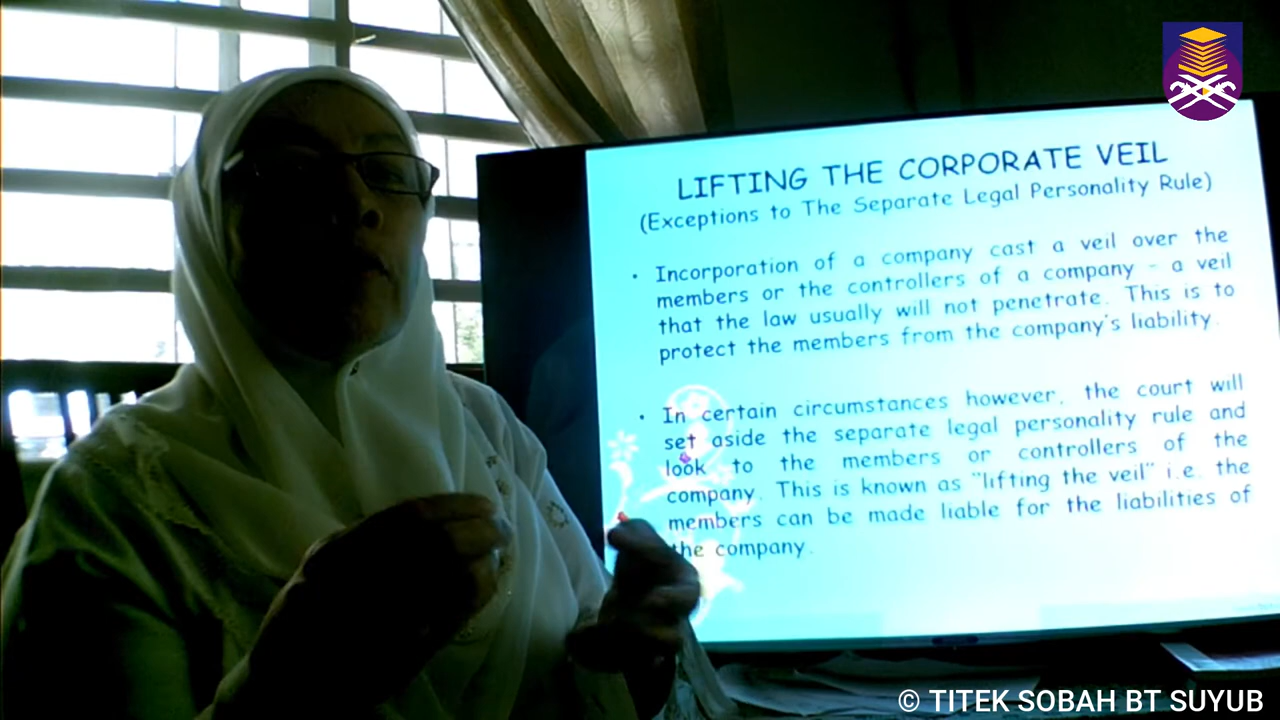 LIFTING THE CORPORATE VEIL
(Exceptions to The Separate Legal Personality Rule)
• Incorporation of a company cast a veil over the
members or the controllers of a company - a veil
that the law usually will not penetrate. This is to
protect the members from the company's liability.
• In certain circumstances however, the court will
set aside the separate legal personality rule and
look to the members or controllers of the
company. This is known as "lifting the veil" i.e. the
members can be made liable for the liabilities of
the company.
© TITEK SOBAH BT SUYUB